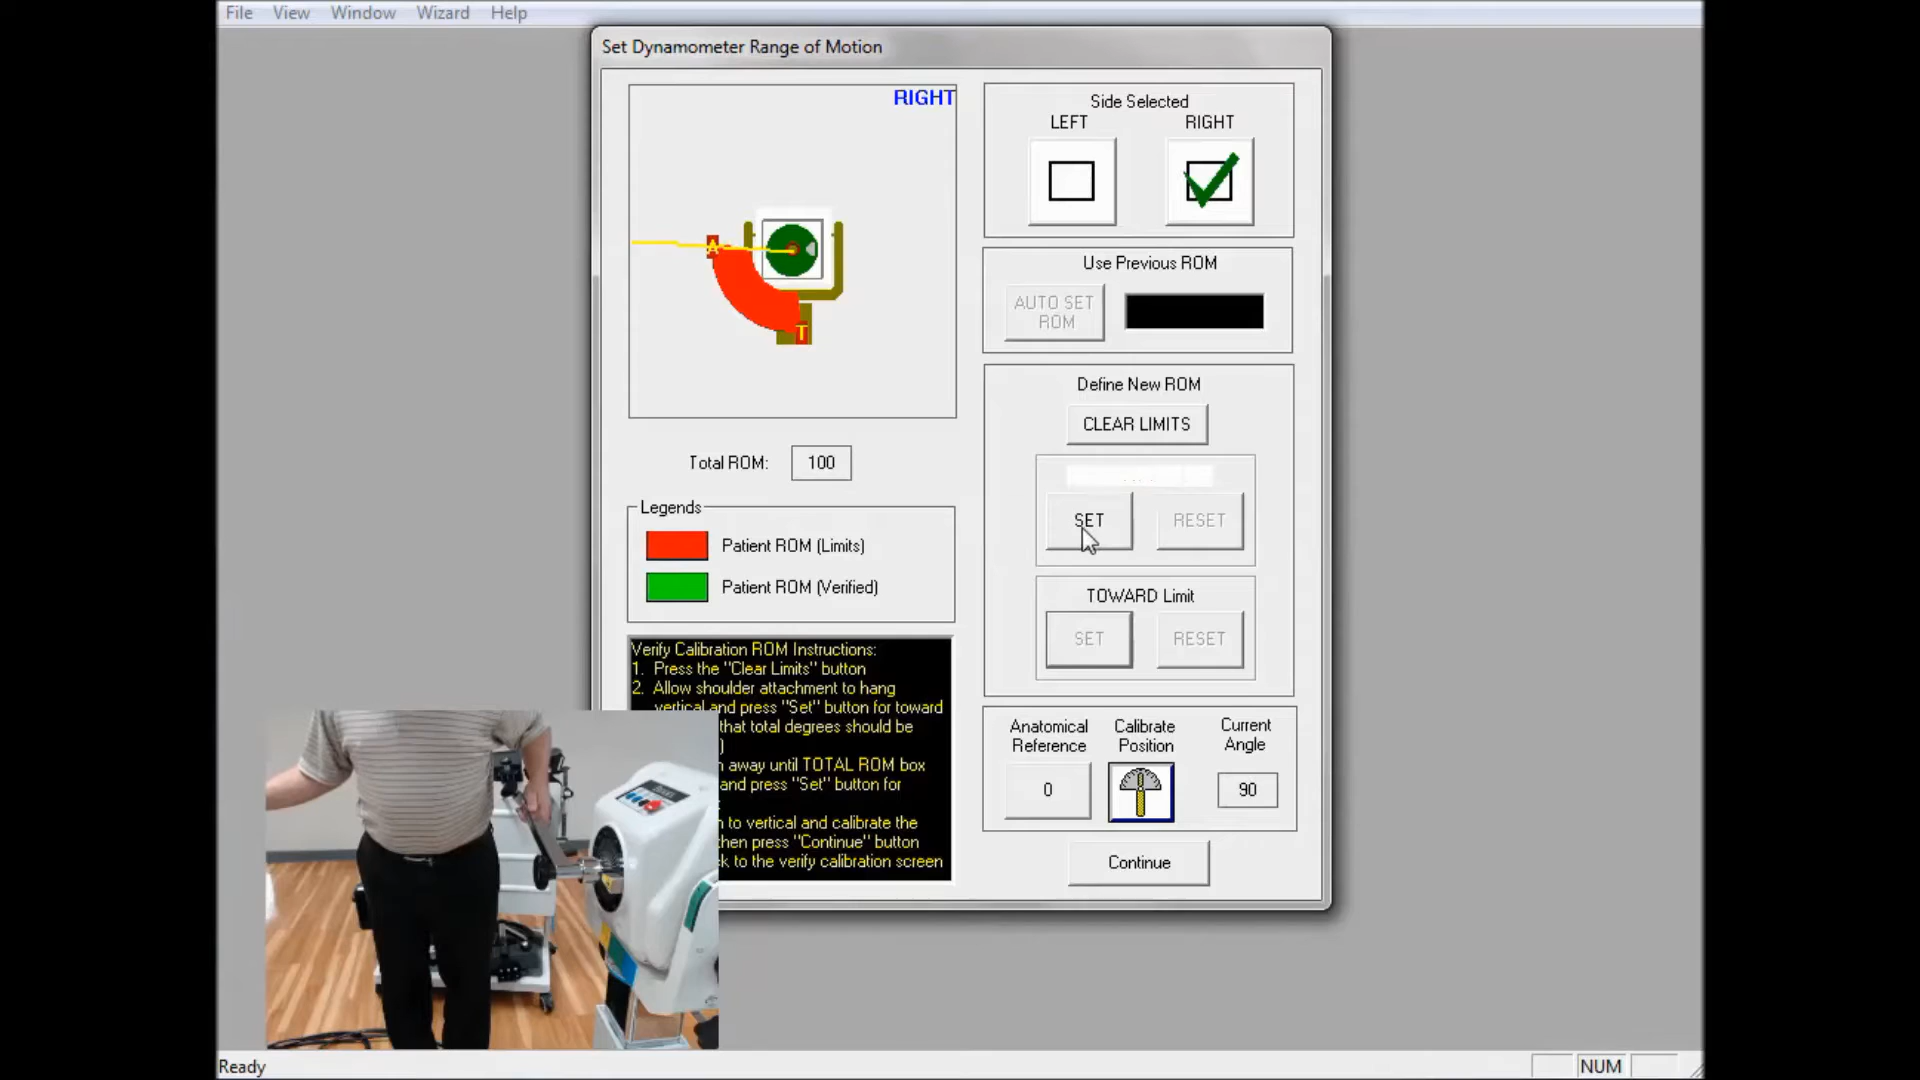 File View Window Wizard Help
Set Dynamometer Range of Motion
RIGHT
A
T
Total ROM: 100
Legends
Patient ROM (Limits)
Patient ROM (Verified)
Verify Calibration ROM Instructions:
1. Press the "Clear Limits" button
2. Allow shoulder attachment to hang
vertical and press "Set" button for toward
that total degrees should be
)
away until TOTAL ROM box
and press "Set" button for
to vertical and calibrate the
then press "Continue" button
to the verify calibration screen
Side Selected
LEFT RIGHT
Use Previous ROM
AUTO SET
ROM
Define New ROM
CLEAR LIMITS
SET RESET
TOWARD Limit
SET RESET
Anatomical
Reference
0
Calibrate
Position
Current
Angle
90
Continue
Ready
NUM